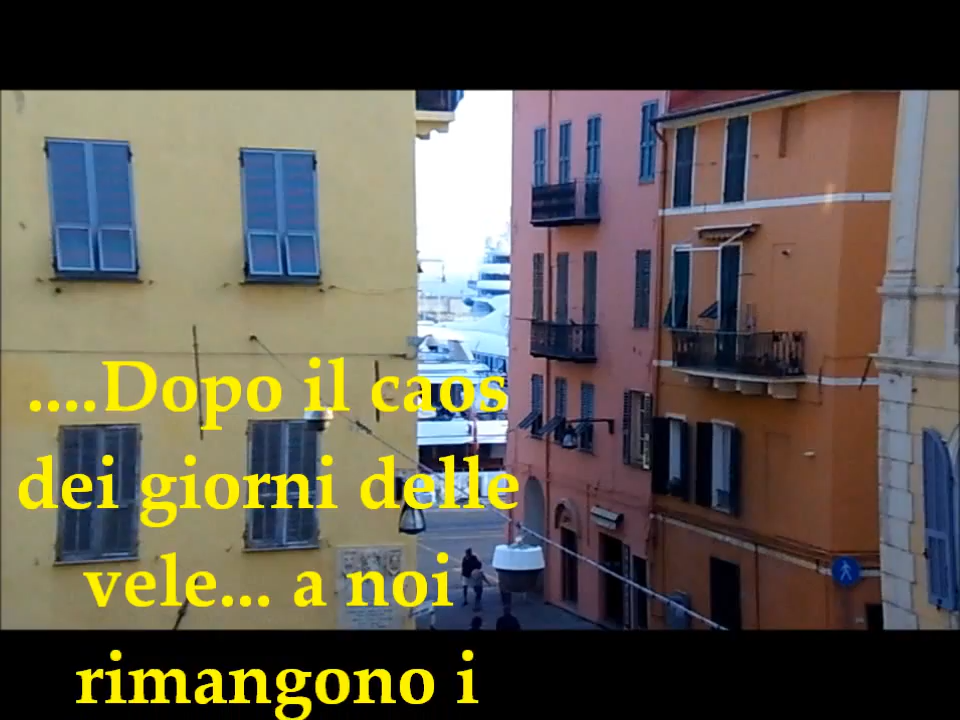 ....Dopo il caos
dei giorni delle
vele... a noi
rimangono i